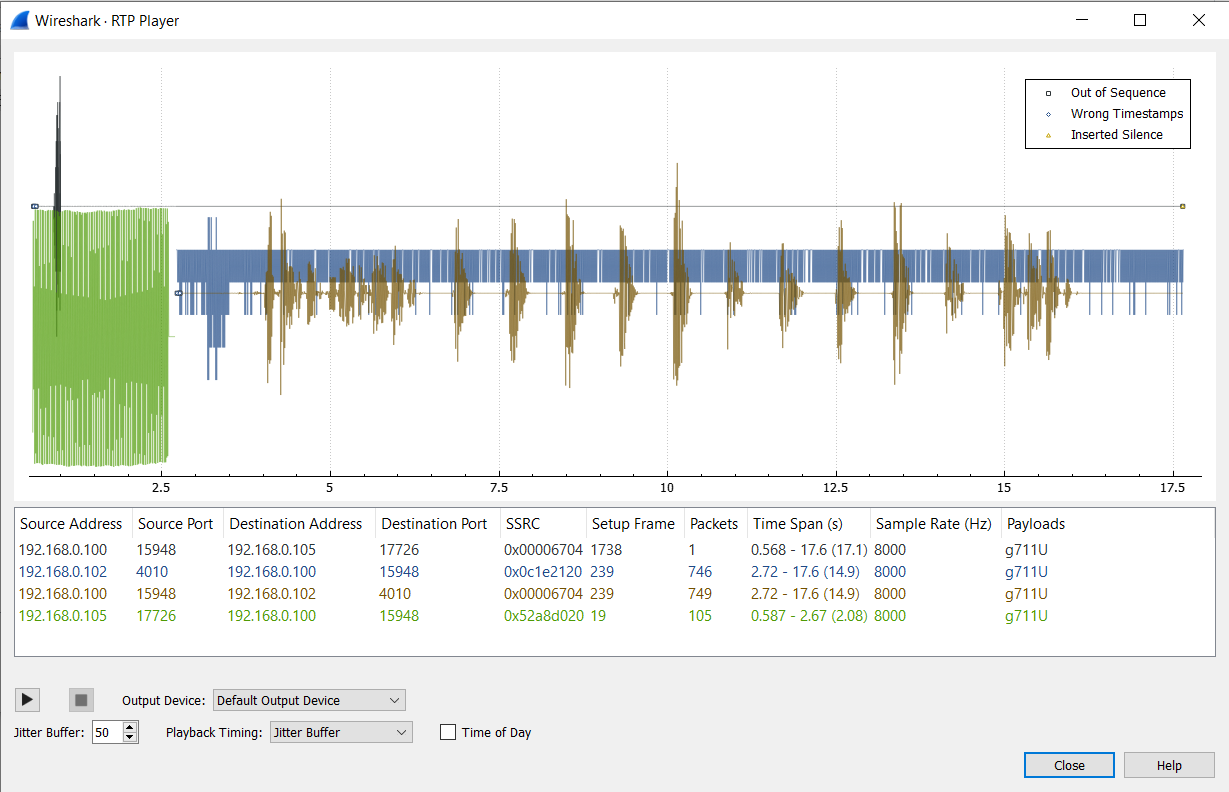 Wireshark · RTP Player
Out of Sequence
Wrong Timestamps
Inserted Silence
2.5 5 7.5 10 12.5 15 17.5
Source Address Source Port Destination Address Destination Port SSRC Setup Frame Packets Time Span (s) Sample Rate (Hz) Payloads
192.168.0.100 15948 192.168.0.105 17726 0x00006704 1738 1 0.568 - 17.6 (17.1) 8000 g711U
192.168.0.102 4010 192.168.0.100 15948 0x0c1e2120 239 746 2.72 - 17.6 (14.9) 8000 g711U
192.168.0.100 15948 192.168.0.102 4010 0x00006704 239 749 2.72 - 17.6 (14.9) 8000 g711U
192.168.0.105 17726 192.168.0.100 15948 0x52a8d020 19 105 0.587 - 2.67 (2.08) 8000 g711U
Output Device: Default Output Device
Jitter Buffer: 50 Playback Timing: Jitter Buffer Time of Day
Close Help